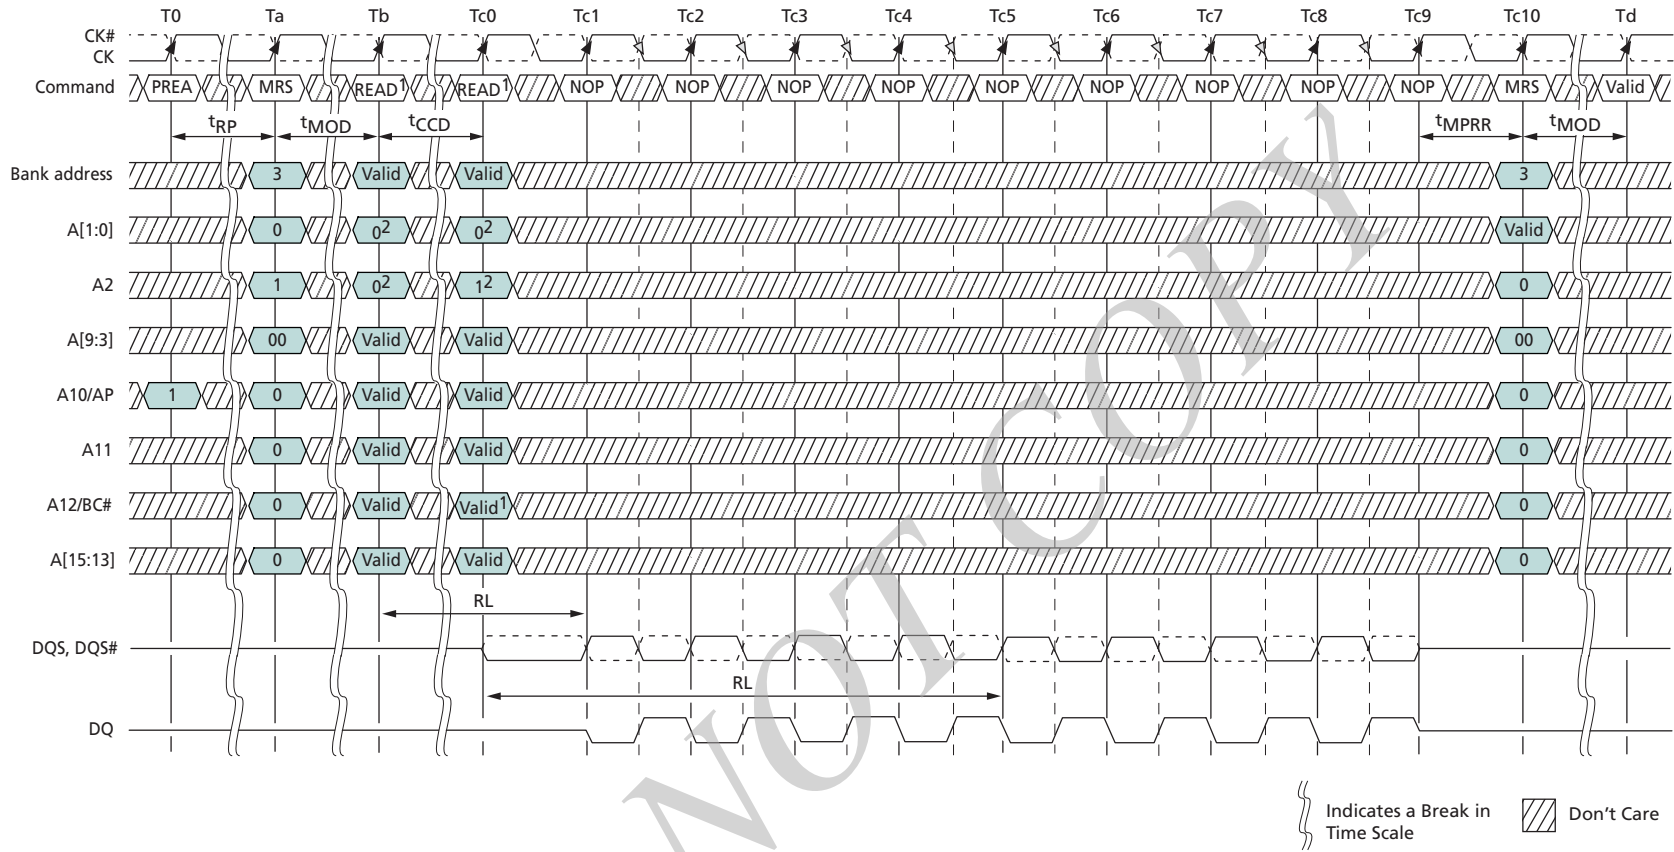 T0 Ta Tb Tc0 Tc1 Tc2 Tc3 Tc4 Tc5 Tc6 Tc7 Tc8 Tc9 Tc10 Td
CK#
CK
Command PREA MRS READ1 READ1 NOP NOP NOP NOP NOP NOP NOP NOP NOP MRS Valid
tRP tMOD tCCD tMPRR tMOD
Bank address 3 Valid Valid 3
A[1:0] 0 02 02 Valid
A2 1 02 12 0
A[9:3] 00 Valid Valid 00
A10/AP 1 0 Valid Valid 0
A11 0 Valid Valid 0
A12/BC# 0 Valid Valid1 0
A[15:13] 0 Valid Valid 0
RL
DQS, DQS#
RL
DQ
NOT COPY
Indicates a Break in
Time Scale
Don't Care